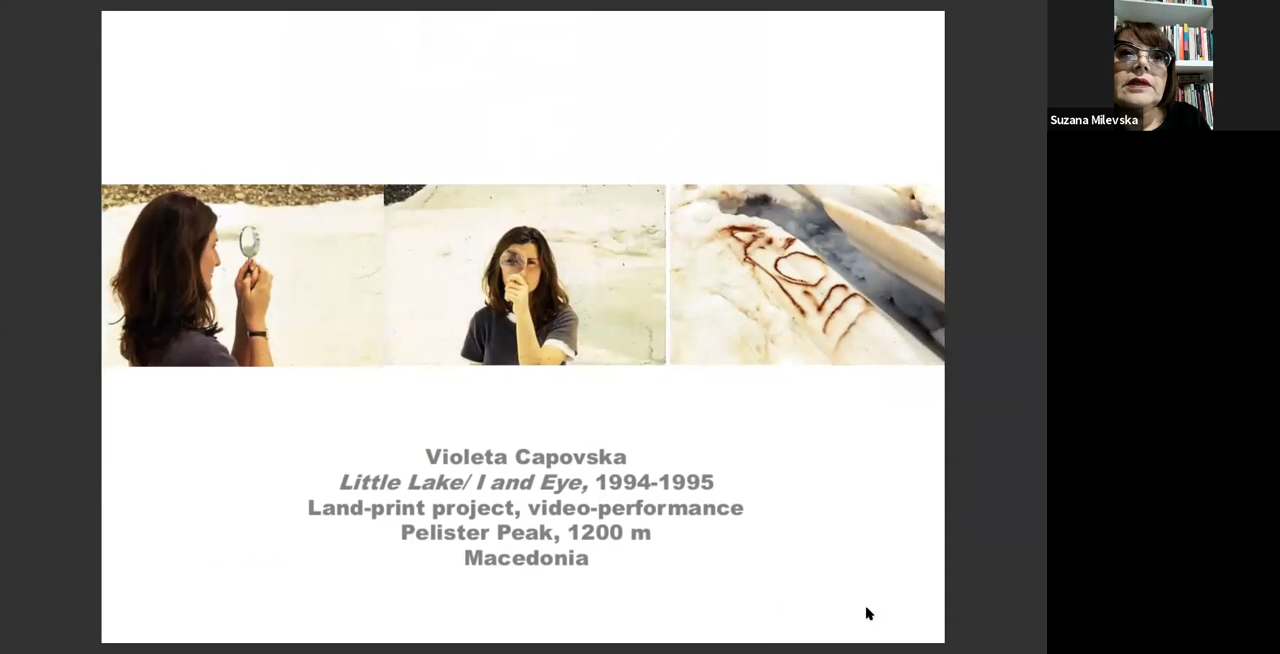 Suzana Milevska
Violeta Capovska
Little Lake/ I and Eye, 1994-1995
Land-print project, video-performance
Pelister Peak, 1200 m
Macedonia